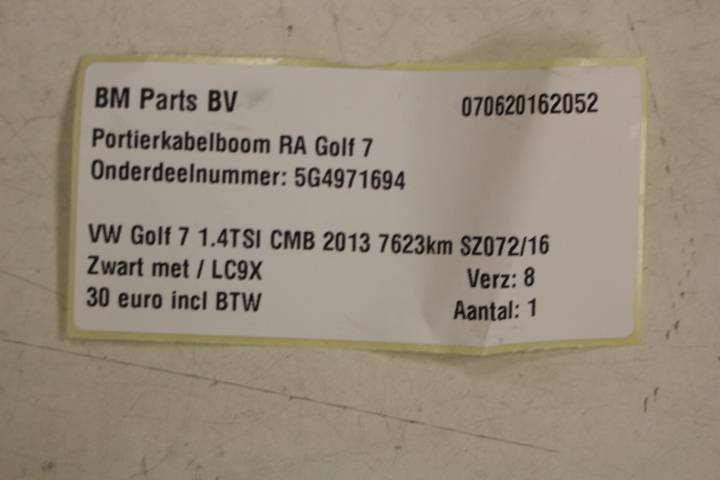 BM Parts BV 070620162052
Portierkabelboom RA Golf 7
Onderdeelnummer: 5G4971694
VW Golf 7 1.4TSI CMB 2013 7623km SZ072/16
Zwart met / LC9X Verz: 8
30 euro incl BTW Aantal: 1